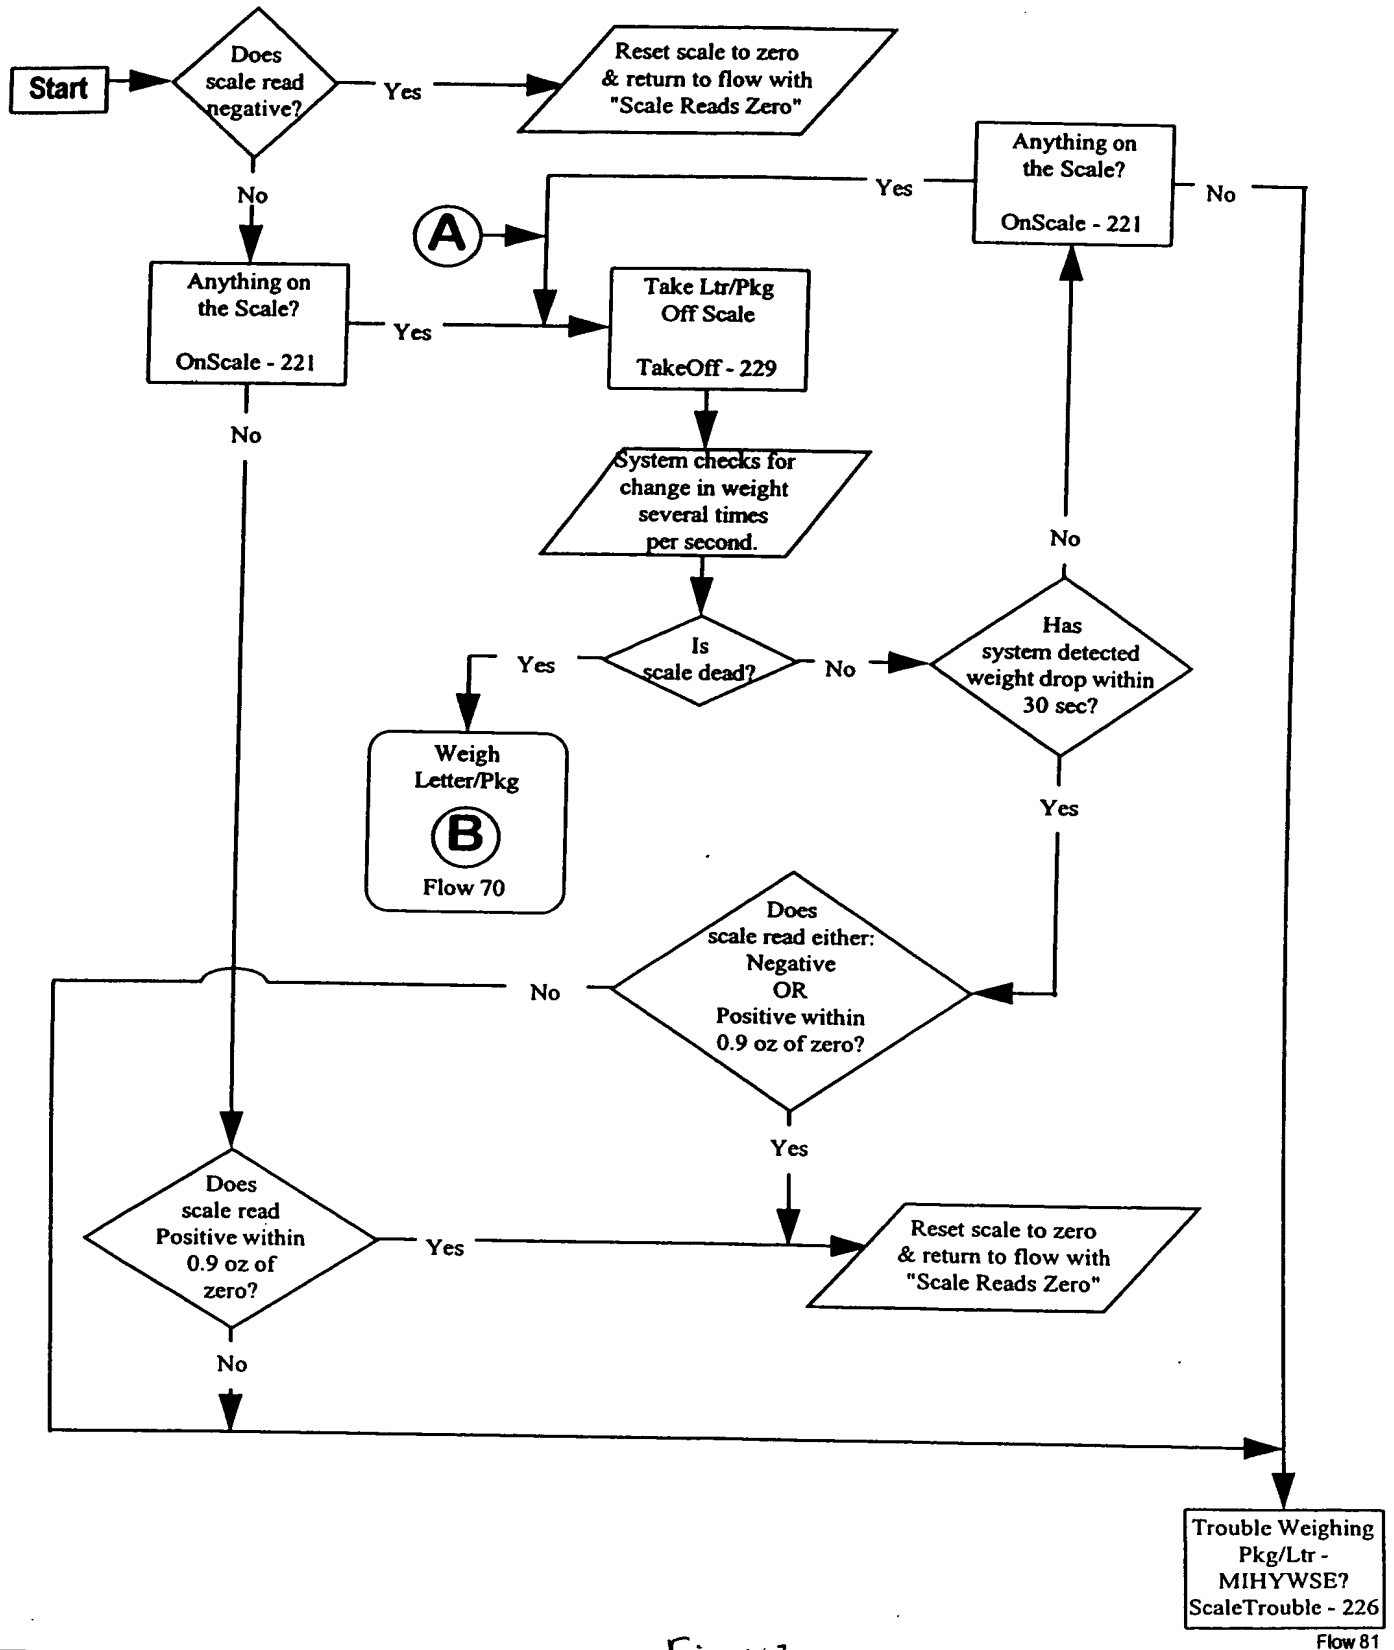 Start
Does
scale read
negative?
Yes
Reset scale to zero
& return to flow with
"Scale Reads Zero"
No
Anything on
the Scale?
OnScale - 221
Yes
No
A
Anything on
the Scale?
OnScale - 221
Yes
No
Take Ltr/Pkg
Off Scale
TakeOff - 229
System checks for
change in weight
several times
per second.
Is
scale dead?
Yes
No
Weigh
Letter/Pkg
B
Flow 70
Has
system detected
weight drop within
30 sec?
No
Yes
Does
scale read either:
Negative
OR
Positive within
0.9 oz of zero?
No
Yes
Does
scale read
Positive within
0.9 oz of
zero?
Yes
Reset scale to zero
& return to flow with
"Scale Reads Zero"
No
Trouble Weighing
Pkg/Ltr -
MIHYWSE?
ScaleTrouble - 226
Flow 81